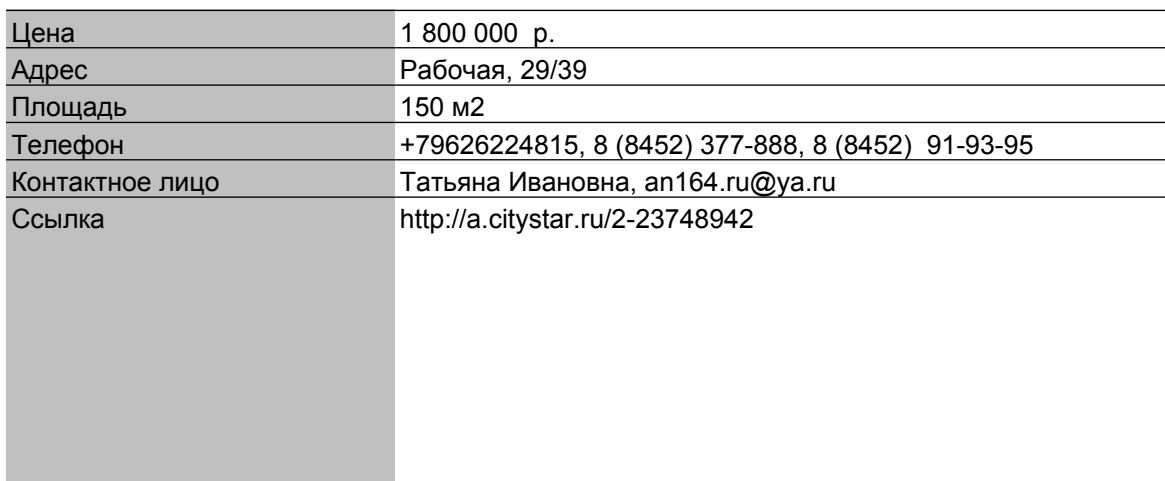 Цена 1 800 000  р.
Адрес Рабочая, 29/39
Площадь 150 м2
Телефон +79626224815, 8 (8452) 377-888, 8 (8452)  91-93-95
Контактное лицо Татьяна Ивановна, an164.ru@ya.ru
Ссылка http://a.citystar.ru/2-23748942